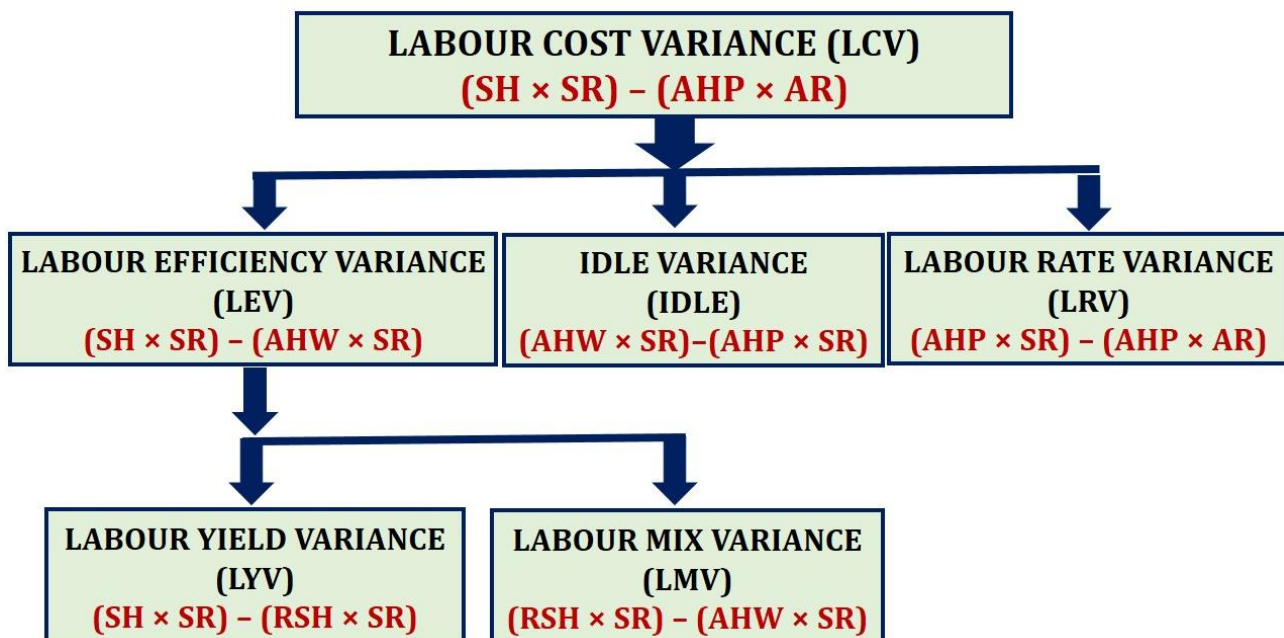 LABOUR COST VARIANCE (LCV)
(SH × SR) – (AHP × AR)
LABOUR EFFICIENCY VARIANCE
(LEV)
(SH × SR) – (AHW × SR)
IDLE VARIANCE
(IDLE)
(AHW × SR)–(AHP × SR)
LABOUR RATE VARIANCE
(LRV)
(AHP × SR) – (AHP × AR)
LABOUR YIELD VARIANCE
(LYV)
(SH × SR) – (RSH × SR)
LABOUR MIX VARIANCE
(LMV)
(RSH × SR) – (AHW × SR)